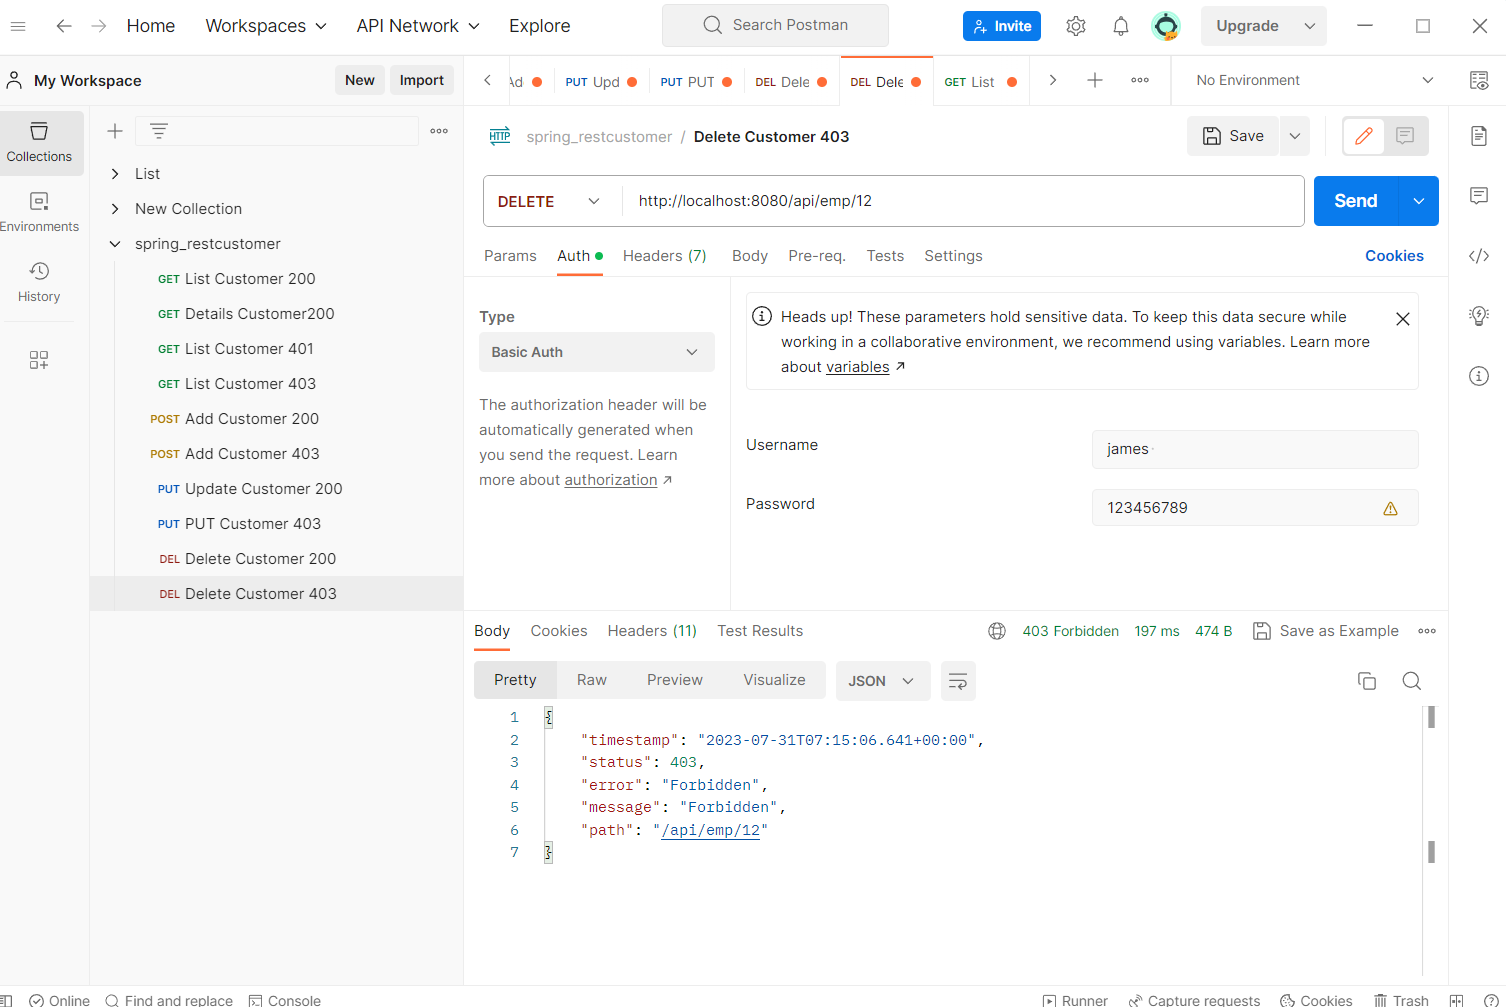 Home Workspaces API Network Explore Search Postman Invite Upgrade
My Workspace New Import Ad PUT Upd PUT PUT DEL Dele DEL Dele GET List No Environment
Collections
Environments
History
List
New Collection
spring_restcustomer
GET List Customer 200
GET Details Customer200
GET List Customer 401
GET List Customer 403
POST Add Customer 200
POST Add Customer 403
PUT Update Customer 200
PUT PUT Customer 403
DEL Delete Customer 200
DEL Delete Customer 403
HTTP spring_restcustomer / Delete Customer 403 Save
DELETE http://localhost:8080/api/emp/12 Send
Params Auth Headers (7) Body Pre-req. Tests Settings Cookies
Type
Basic Auth
The authorization header will be
automatically generated when
you send the request. Learn
more about authorization ↗
Heads up! These parameters hold sensitive data. To keep this data secure while
working in a collaborative environment, we recommend using variables. Learn more
about variables ↗
Username james
Password 123456789
Body Cookies Headers (11) Test Results 403 Forbidden 197 ms 474 B Save as Example
Pretty Raw Preview Visualize JSON
1 {
2 "timestamp": "2023-07-31T07:15:06.641+00:00",
3 "status": 403,
4 "error": "Forbidden",
5 "message": "Forbidden",
6 "path": "/api/emp/12"
7 }
Online Find and replace Console Runner Capture requests Cookies Trash